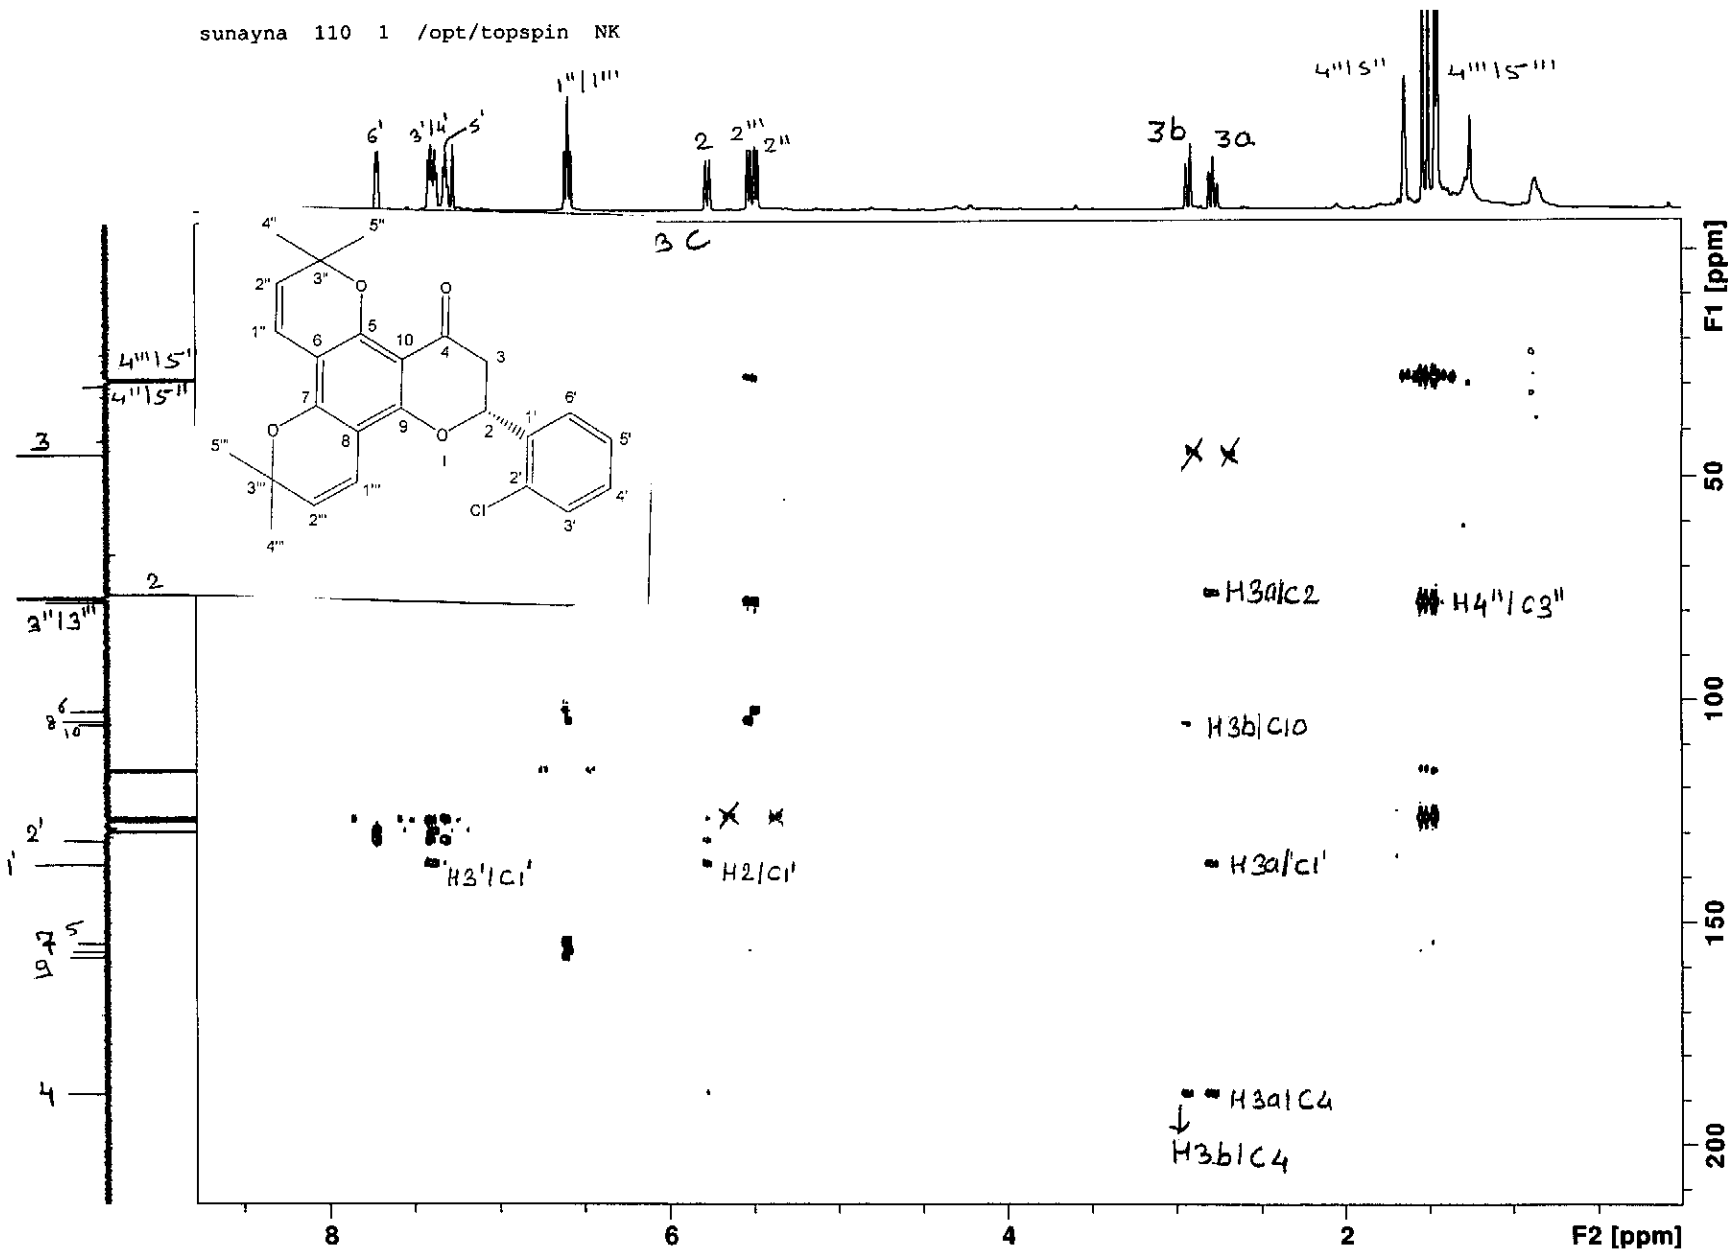 sunayna 110 1 /opt/topspin NK
6'
3'/4'
5'
1"/1'"
2
2'"
2"
3b
3a
4"/5"
4'"/5'"
3C
4"
5"
3"
2"
1"
O
O
5
10
4
3
6
7
8
9
O
2
1'
6'
5'
4'
3'
2'
Cl
O
I
5'"
3'"
4'"
2'"
1'"
4'"/5'
4"/5"
3
2
3"/3'"
6
8
10
2'
1'
5
7
9
4
H3a/C2
H4"/C3"
H3b/C10
H3'/C1'
H2/C1'
H3a/C1'
H3a/C4
H3b/C4
F1 [ppm]
50
100
150
200
8
6
4
2
F2 [ppm]